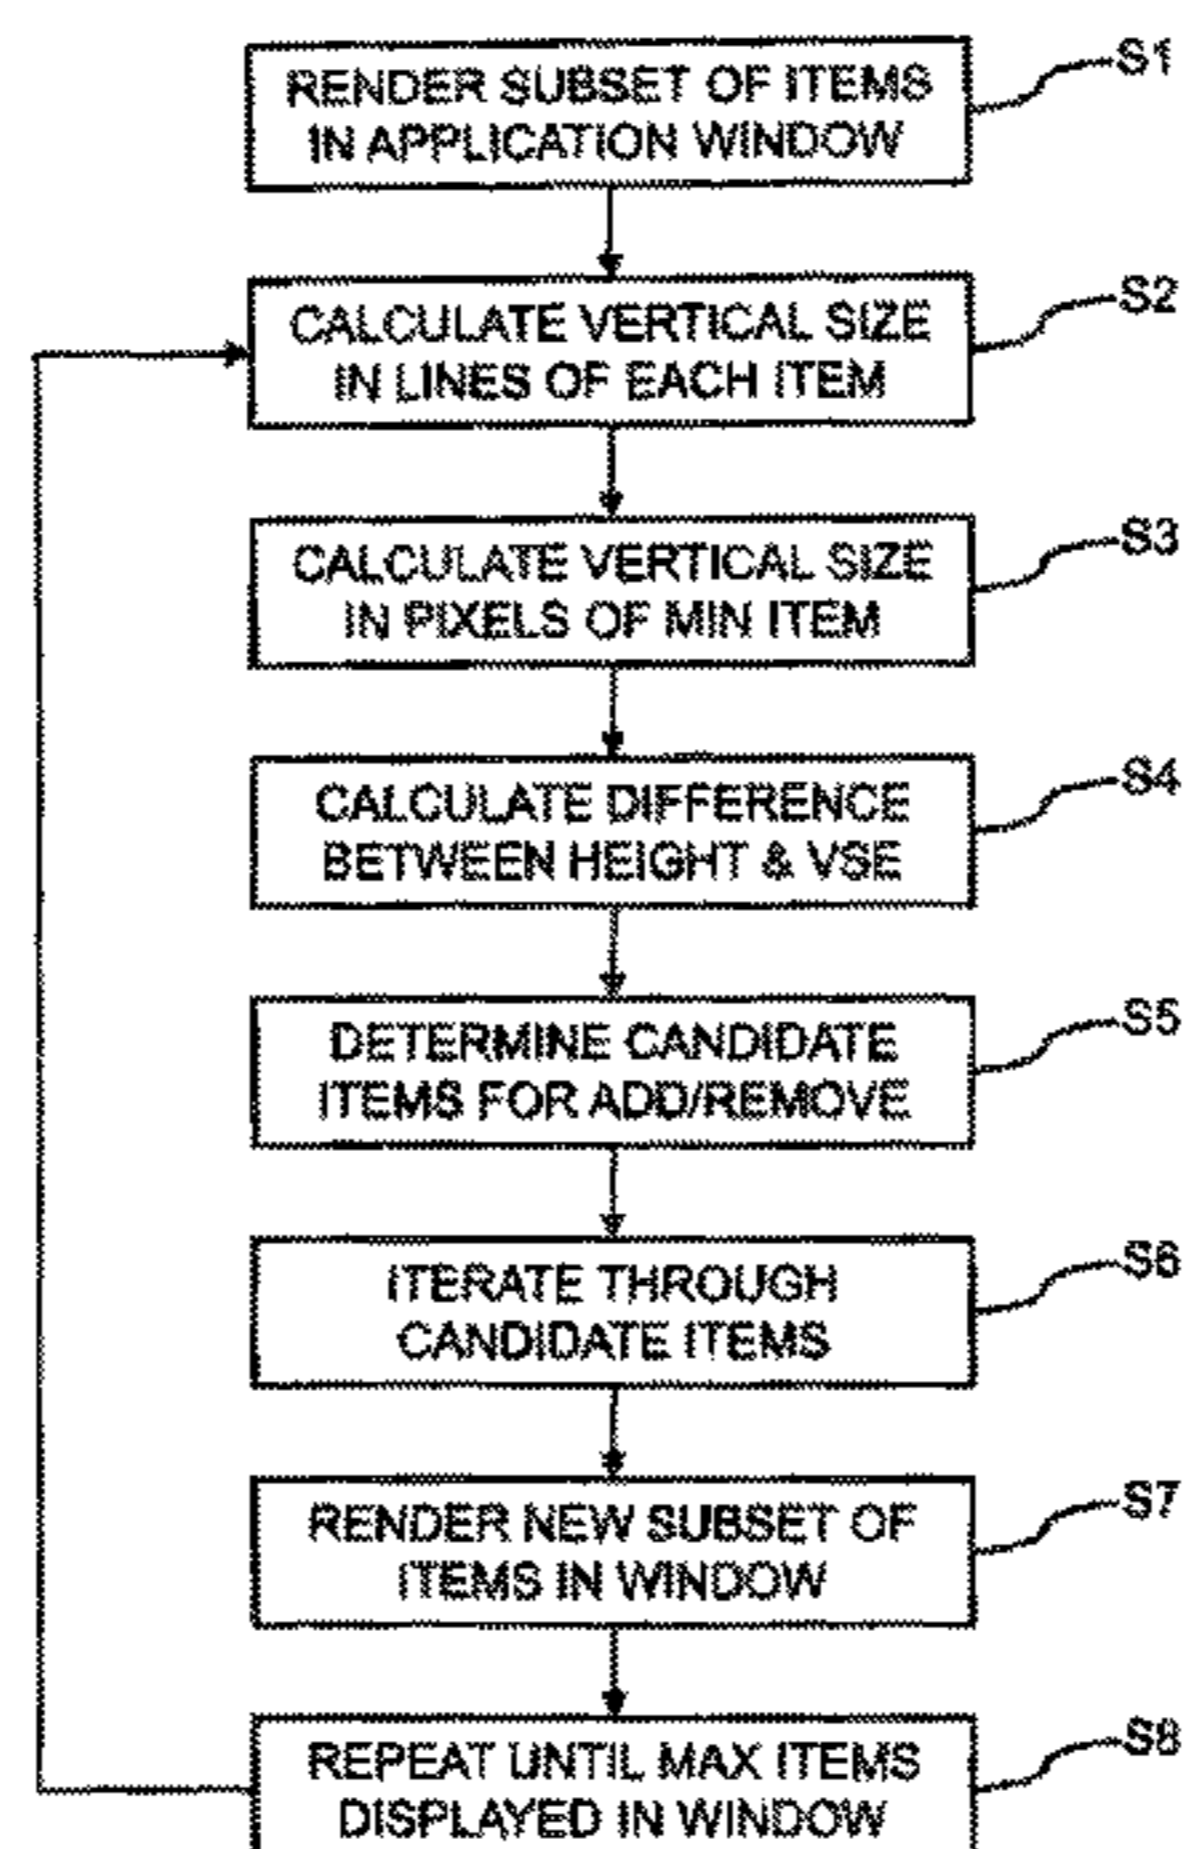 RENDER SUBSET OF ITEMS
IN APPLICATION WINDOW
S1
CALCULATE VERTICAL SIZE
IN LINES OF EACH ITEM
S2
CALCULATE VERTICAL SIZE
IN PIXELS OF MIN ITEM
S3
CALCULATE DIFFERENCE
BETWEEN HEIGHT & VSE
S4
DETERMINE CANDIDATE
ITEMS FOR ADD/REMOVE
S5
ITERATE THROUGH
CANDIDATE ITEMS
S6
RENDER NEW SUBSET OF
ITEMS IN WINDOW
S7
REPEAT UNTIL MAX ITEMS
DISPLAYED IN WINDOW
S8